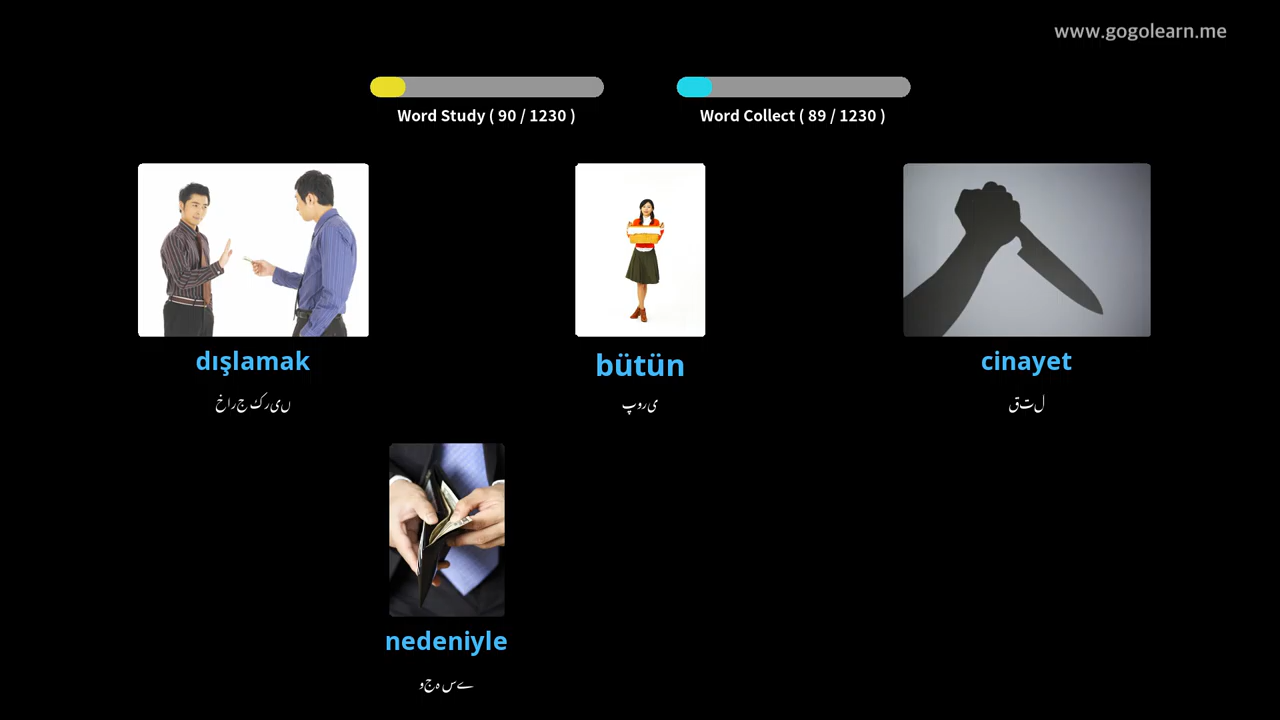 www.gogolearn.me
Word Study ( 90 / 1230 )
Word Collect ( 89 / 1230 )
dışlamak
خارج کریں
bütün
پوری
cinayet
قتل
nedeniyle
وجہ سے